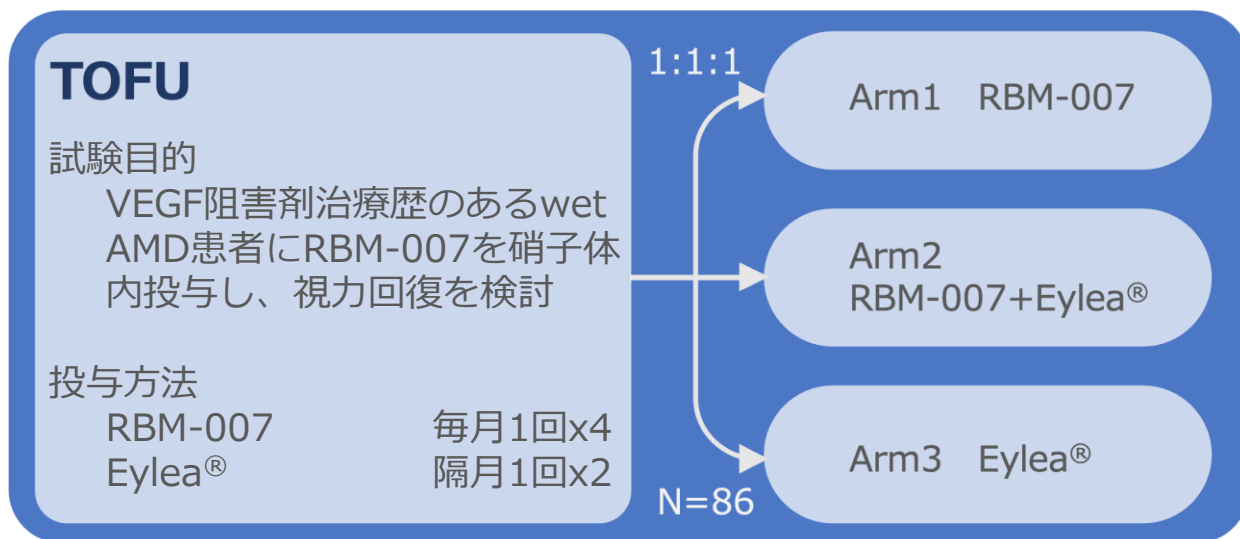 TOFU
試験目的
VEGF阻害剤治療歴のあるwet
AMD患者にRBM-007を硝子体
内投与し、視力回復を検討
投与方法
RBM-007 毎月1回x4
Eylea® 隔月1回x2
1:1:1
Arm1 RBM-007
Arm2
RBM-007+Eylea®
Arm3 Eylea®
N=86